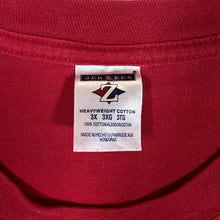 JERZEES
HEAVYWEIGHT COTTON
3X 3XG 3TG
100% COTTON/ALGODON/COTON
MADE IN/HECHO EN/FABRIQUE AUX
HONDURAS